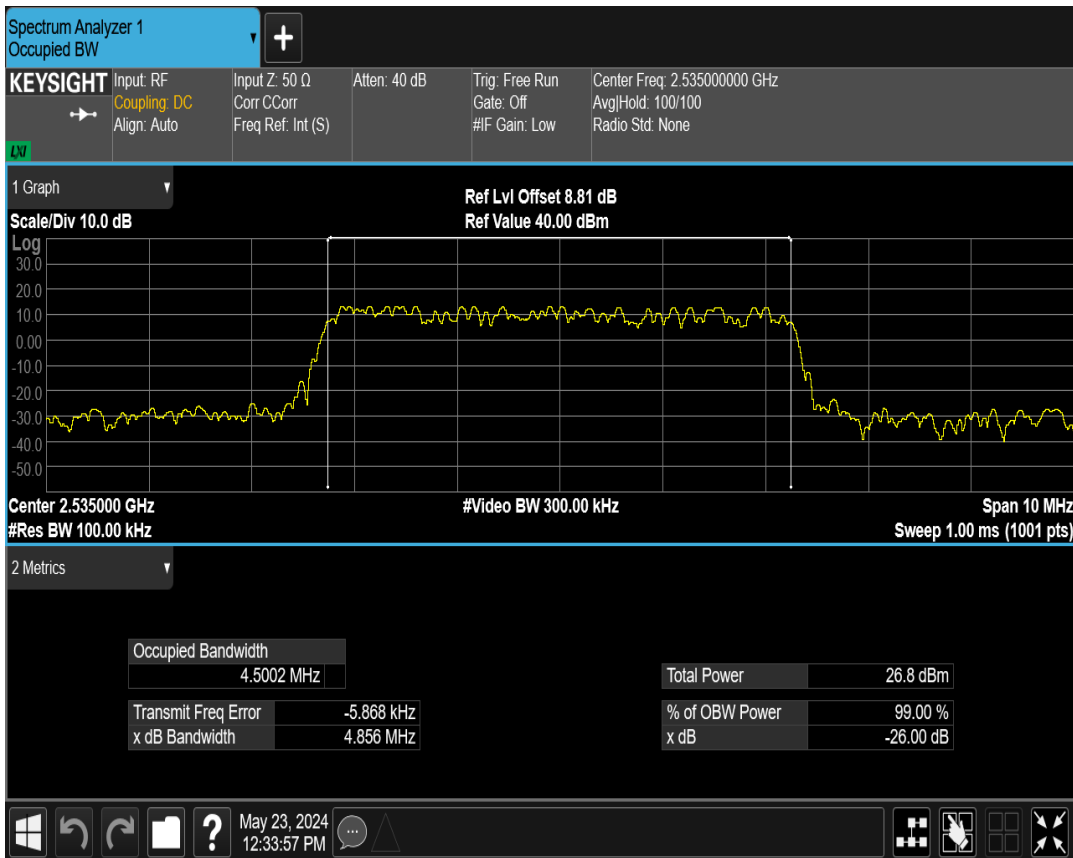 Spectrum Analyzer 1
Occupied BW
+
KEYSIGHT
LXI
Input: RF
Coupling: DC
Align: Auto
Input Z: 50 Ω
Corr CCorr
Freq Ref: Int (S)
Atten: 40 dB
Trig: Free Run
Gate: Off
#IF Gain: Low
Center Freq: 2.535000000 GHz
Avg|Hold: 100/100
Radio Std: None
1 Graph
Scale/Div 10.0 dB
Ref Lvl Offset 8.81 dB
Ref Value 40.00 dBm
Log
30.0
20.0
10.0
0.00
-10.0
-20.0
-30.0
-40.0
-50.0
Center 2.535000 GHz
#Video BW 300.00 kHz
Span 10 MHz
#Res BW 100.00 kHz
Sweep 1.00 ms (1001 pts)
2 Metrics
Occupied Bandwidth
4.5002 MHz
Total Power 26.8 dBm
Transmit Freq Error -5.868 kHz
% of OBW Power 99.00 %
x dB Bandwidth 4.856 MHz
x dB -26.00 dB
?
May 23, 2024
12:33:57 PM